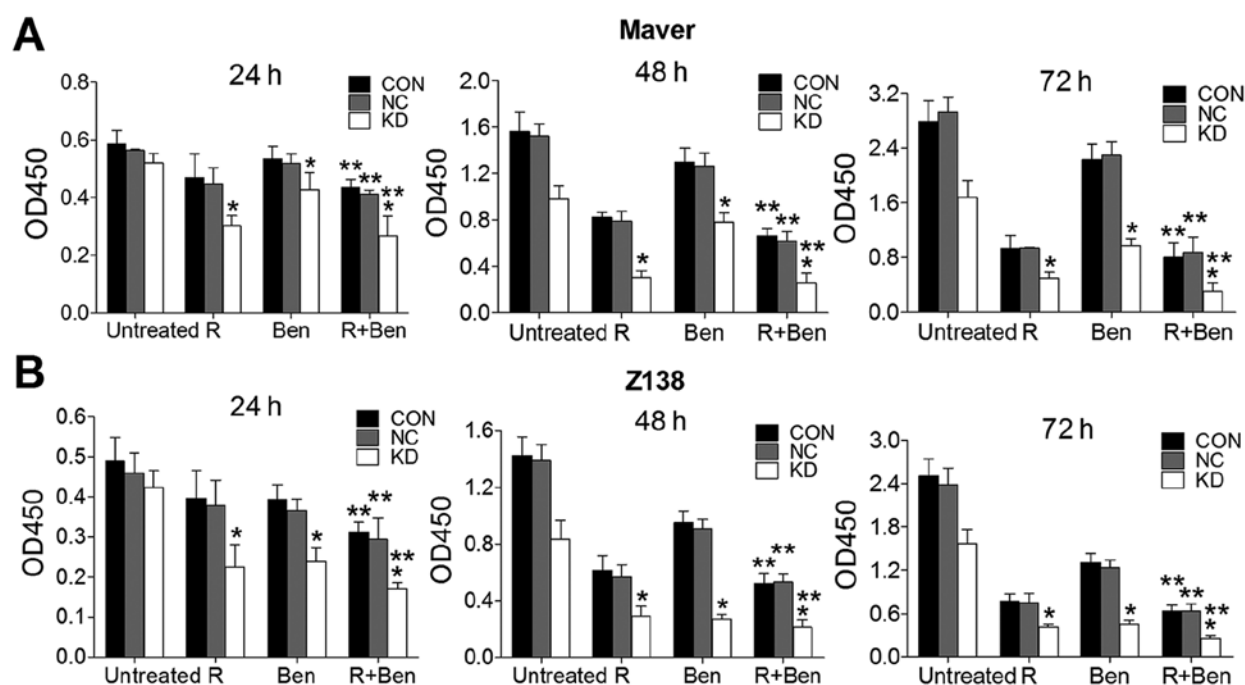 A
Maver
24 h
48 h
72 h
CON
NC
KD
CON
NC
KD
CON
NC
KD
OD450
0.8
0.6
0.4
0.2
0.0
*
*
**
**
**
*
Untreated R Ben R+Ben
OD450
2.0
1.6
1.2
0.8
0.4
0.0
*
*
**
**
**
*
Untreated R Ben R+Ben
OD450
3.2
2.4
1.6
0.8
0.0
*
*
**
**
**
*
Untreated R Ben R+Ben
B
Z138
24 h
48 h
72 h
CON
NC
KD
CON
NC
KD
CON
NC
KD
OD450
0.6
0.5
0.4
0.3
0.2
0.1
0.0
*
*
**
**
**
*
Untreated R Ben R+Ben
OD450
1.6
1.2
0.8
0.4
0.0
*
*
**
**
**
*
Untreated R Ben R+Ben
OD450
3.0
2.4
1.8
1.2
0.6
0.0
*
*
**
**
**
*
Untreated R Ben R+Ben